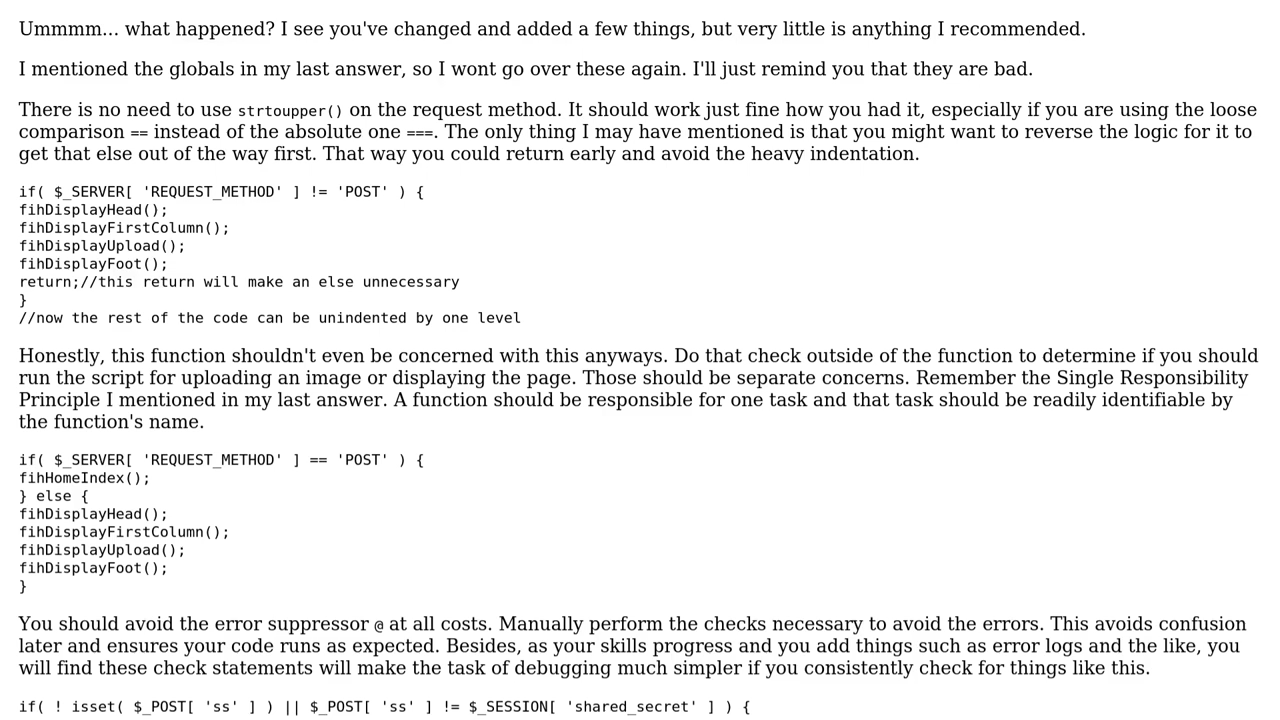 Ummmm... what happened? I see you've changed and added a few things, but very little is anything I recommended.
I mentioned the globals in my last answer, so I wont go over these again. I'll just remind you that they are bad.
There is no need to use strtoupper() on the request method. It should work just fine how you had it, especially if you are using the loose
comparison == instead of the absolute one ===. The only thing I may have mentioned is that you might want to reverse the logic for it to
get that else out of the way first. That way you could return early and avoid the heavy indentation.
if( $_SERVER[ 'REQUEST_METHOD' ] != 'POST' ) {
fihDisplayHead();
fihDisplayFirstColumn();
fihDisplayUpload();
fihDisplayFoot();
return;//this return will make an else unnecessary
}
//now the rest of the code can be unindented by one level
Honestly, this function shouldn't even be concerned with this anyways. Do that check outside of the function to determine if you should
run the script for uploading an image or displaying the page. Those should be separate concerns. Remember the Single Responsibility
Principle I mentioned in my last answer. A function should be responsible for one task and that task should be readily identifiable by
the function's name.
if( $_SERVER[ 'REQUEST_METHOD' ] == 'POST' ) {
fihHomeIndex();
} else {
fihDisplayHead();
fihDisplayFirstColumn();
fihDisplayUpload();
fihDisplayFoot();
}
You should avoid the error suppressor @ at all costs. Manually perform the checks necessary to avoid the errors. This avoids confusion
later and ensures your code runs as expected. Besides, as your skills progress and you add things such as error logs and the like, you
will find these check statements will make the task of debugging much simpler if you consistently check for things like this.
if( ! isset( $_POST[ 'ss' ] ) || $_POST[ 'ss' ] != $_SESSION[ 'shared_secret' ] ) {